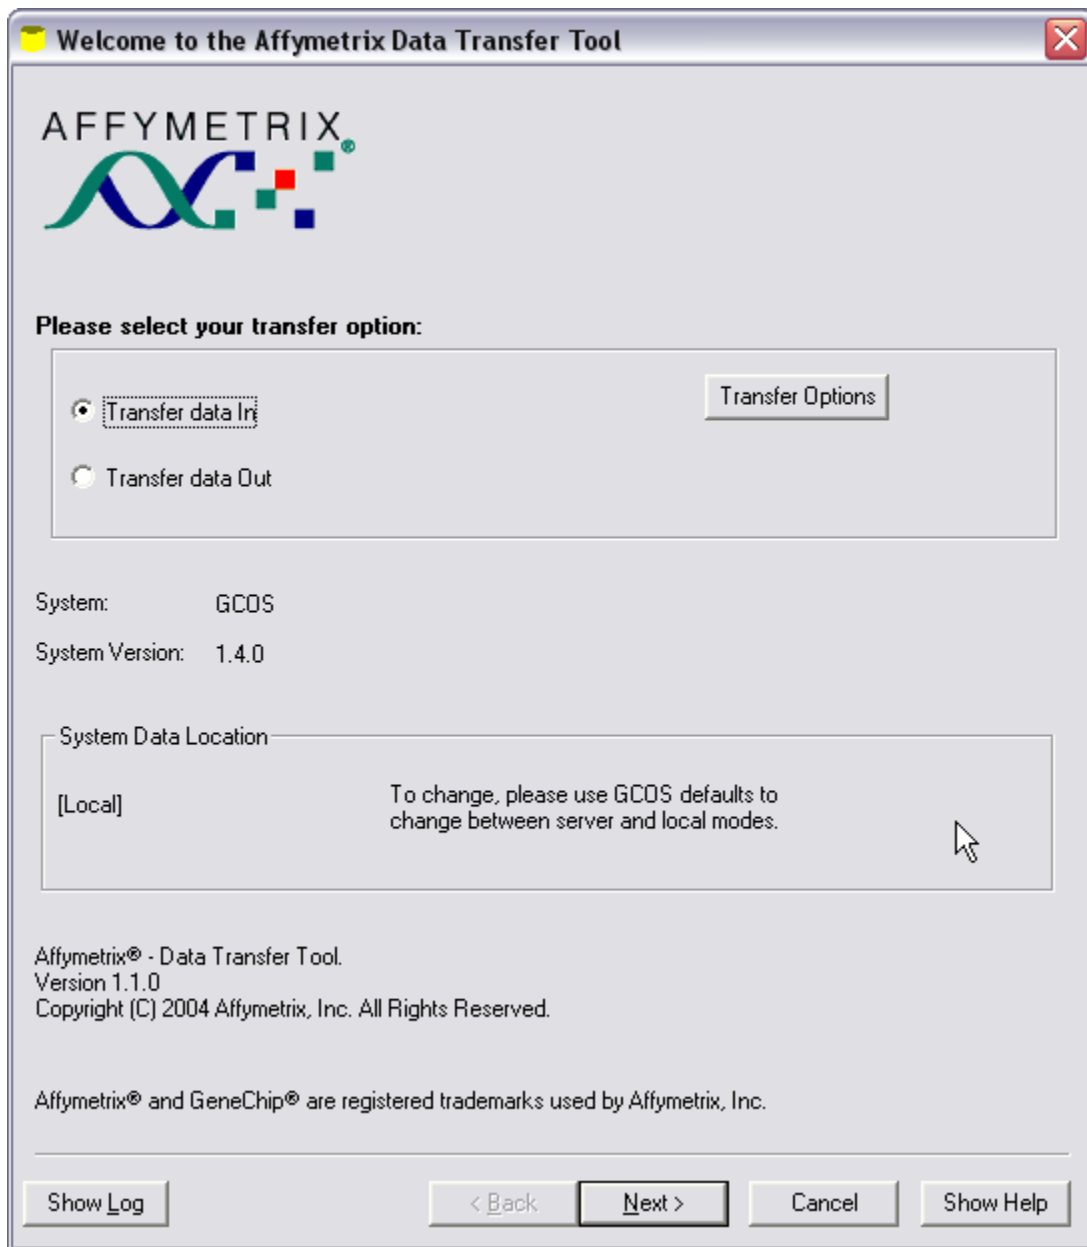 Welcome to the Affymetrix Data Transfer Tool
AFFYMETRIX®
Please select your transfer option:
Transfer data In
Transfer Options
Transfer data Out
System: GCOS
System Version: 1.4.0
System Data Location
[Local]
To change, please use GCOS defaults to
change between server and local modes.
Affymetrix® - Data Transfer Tool.
Version 1.1.0
Copyright (C) 2004 Affymetrix, Inc. All Rights Reserved.
Affymetrix® and GeneChip® are registered trademarks used by Affymetrix, Inc.
Show Log < Back Next > Cancel Show Help